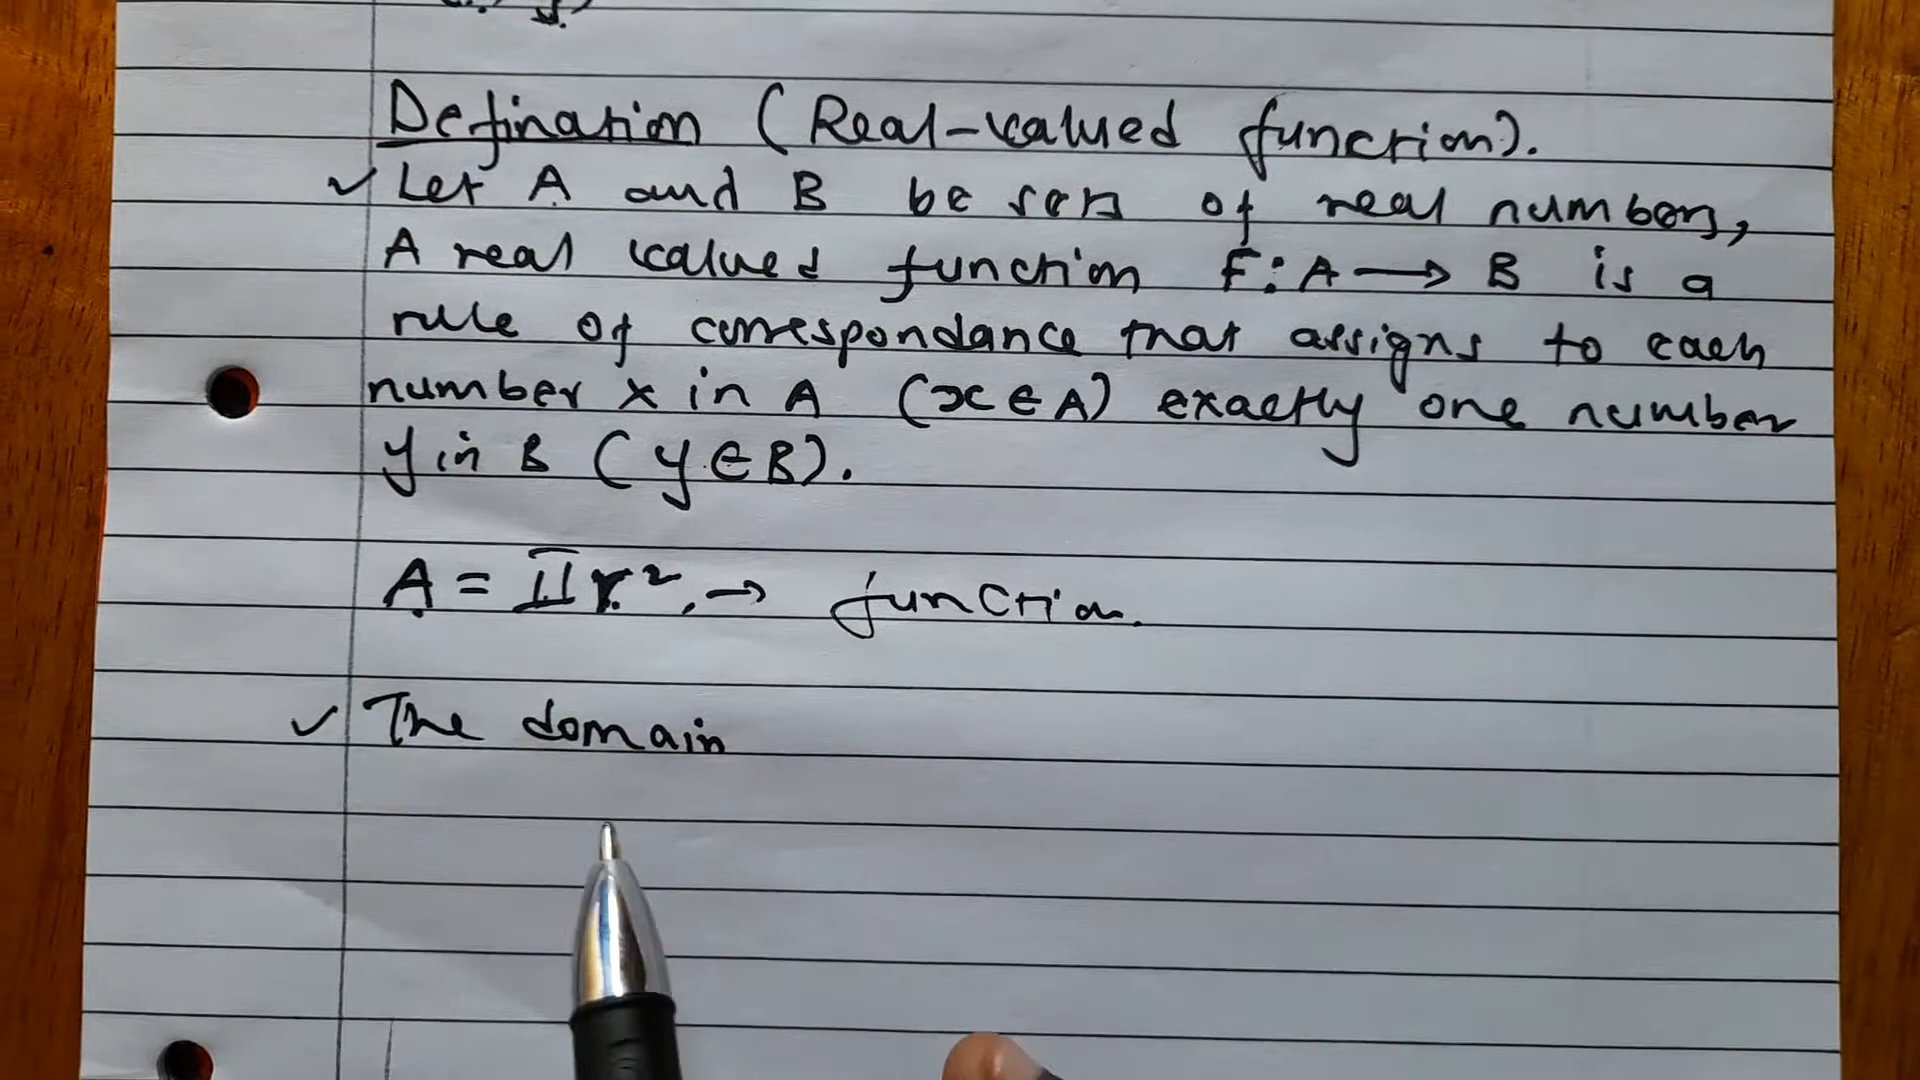 Defination (Real-valued function).
✓ Let A and B be sets of real numbers,
A real valued function F: A → B is a
rule of correspondance that assigns to each
number x in A (x ∈ A) exactly one number
y in B (y ∈ B).
A = Πr², → function.
✓ The domain